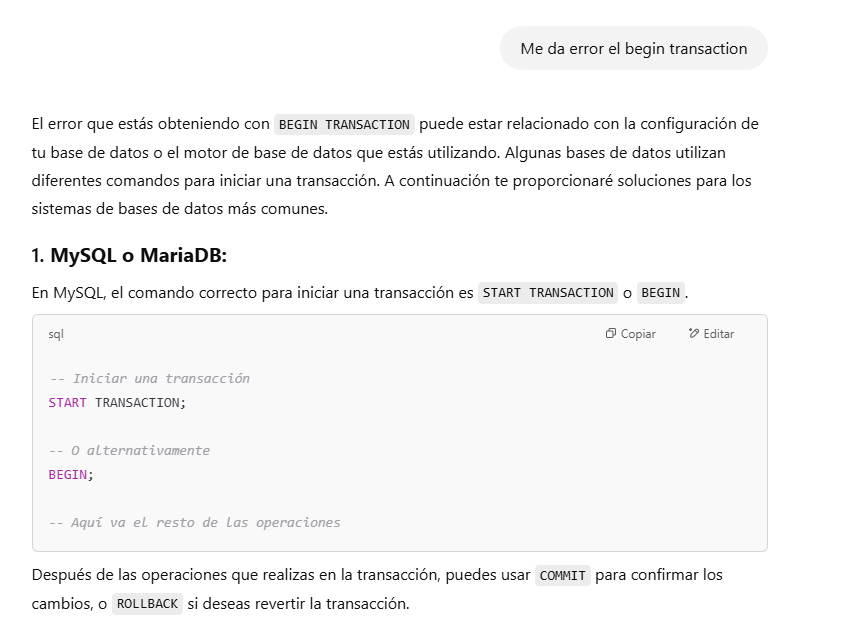 Me da error el begin transaction
El error que estás obteniendo con BEGIN TRANSACTION puede estar relacionado con la configuración de
tu base de datos o el motor de base de datos que estás utilizando. Algunas bases de datos utilizan
diferentes comandos para iniciar una transacción. A continuación te proporcionaré soluciones para los
sistemas de bases de datos más comunes.
1. MySQL o MariaDB:
En MySQL, el comando correcto para iniciar una transacción es START TRANSACTION o BEGIN.
sql Copiar Editar
-- Iniciar una transacción
START TRANSACTION;
-- O alternativamente
BEGIN;
-- Aquí va el resto de las operaciones
Después de las operaciones que realizas en la transacción, puedes usar COMMIT para confirmar los
cambios, o ROLLBACK si deseas revertir la transacción.